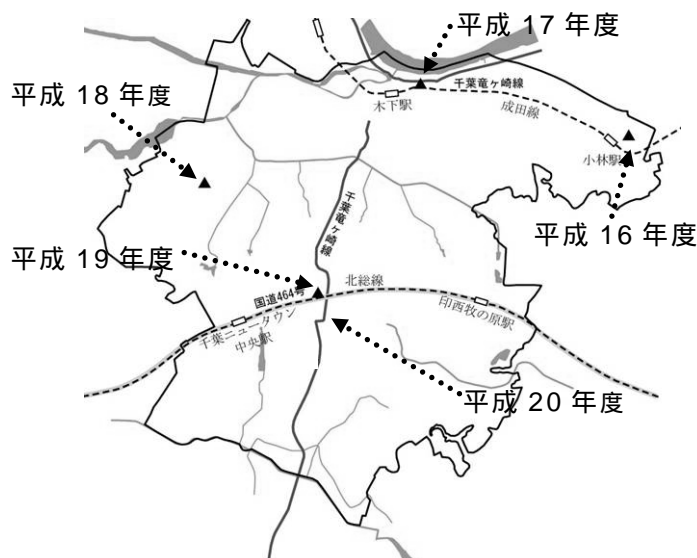 平成 17 年度
千葉竜ヶ崎線
木下駅
成田線
平成 18 年度
小林駅
千葉竜ヶ崎線
平成 16 年度
平成 19 年度
北総線
国道464号
印西牧の原駅
千葉ニュータウン
中央駅
平成 20 年度